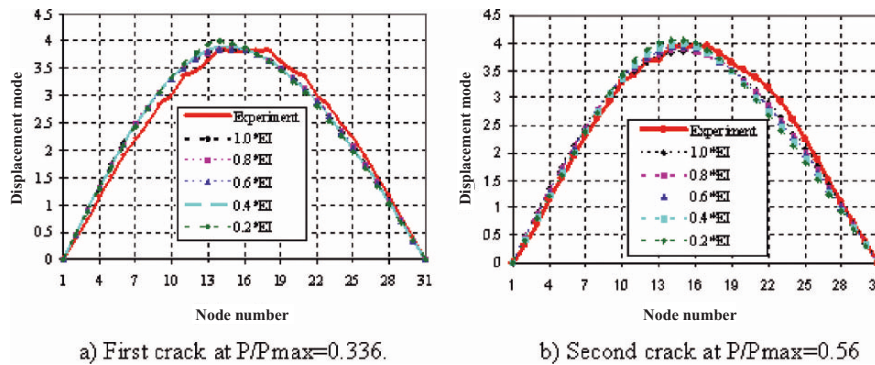 4.5
4
3.5
3
2.5
2
1.5
1
0.5
0
Displacement mode
Experiment
1.0*EI
0.8*EI
0.6*EI
0.4*EI
0.2*EI
1 4 7 10 13 16 19 22 25 28 31
Node number
a) First crack at P/Pmax=0.336.
4.5
4
3.5
3
2.5
2
1.5
1
0.5
0
Displacement mode
Experiment
1.0*EI
0.8*EI
0.6*EI
0.4*EI
0.2*EI
1 4 7 10 13 16 19 22 25 28
Node number
b) Second crack at P/Pmax=0.56